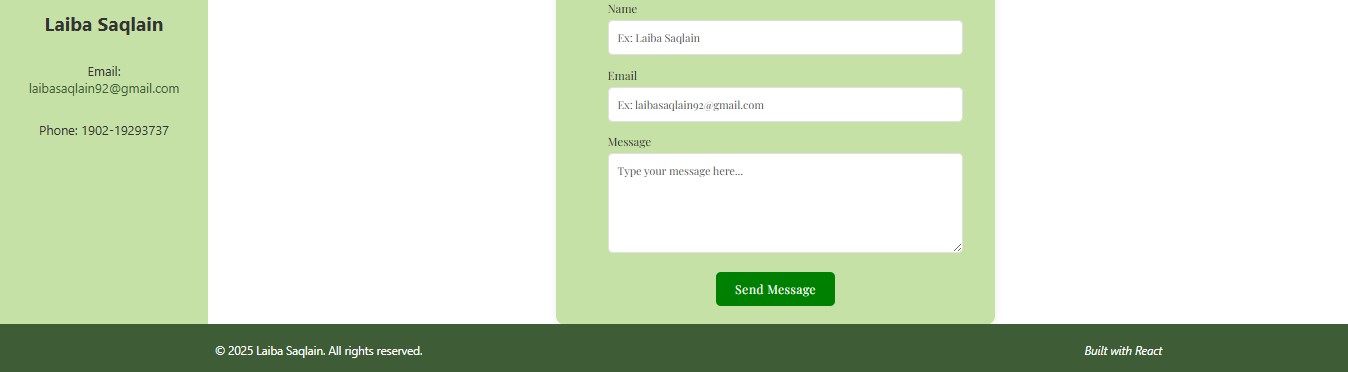 Laiba Saqlain
Email:
laibasaqlain92@gmail.com
Phone: 1902-19293737
Name
Ex: Laiba Saqlain
Email
Ex: laibasaqlain92@gmail.com
Message
Type your message here...
Send Message
© 2025 Laiba Saqlain. All rights reserved.
Built with React